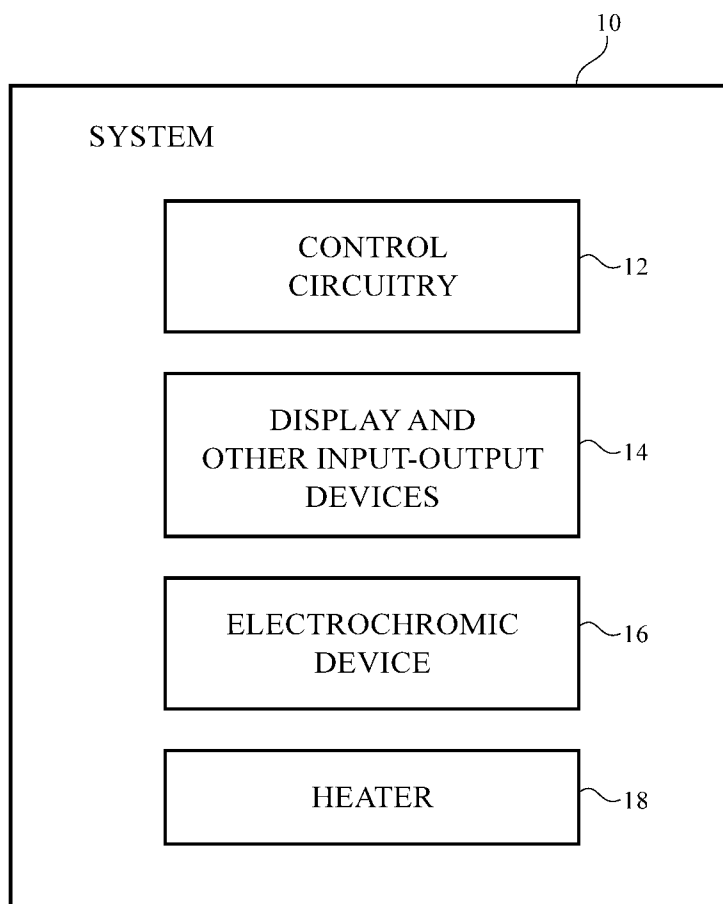 10
SYSTEM
CONTROL
CIRCUITRY
12
DISPLAY AND
OTHER INPUT-OUTPUT
DEVICES
14
ELECTROCHROMIC
DEVICE
16
HEATER
18